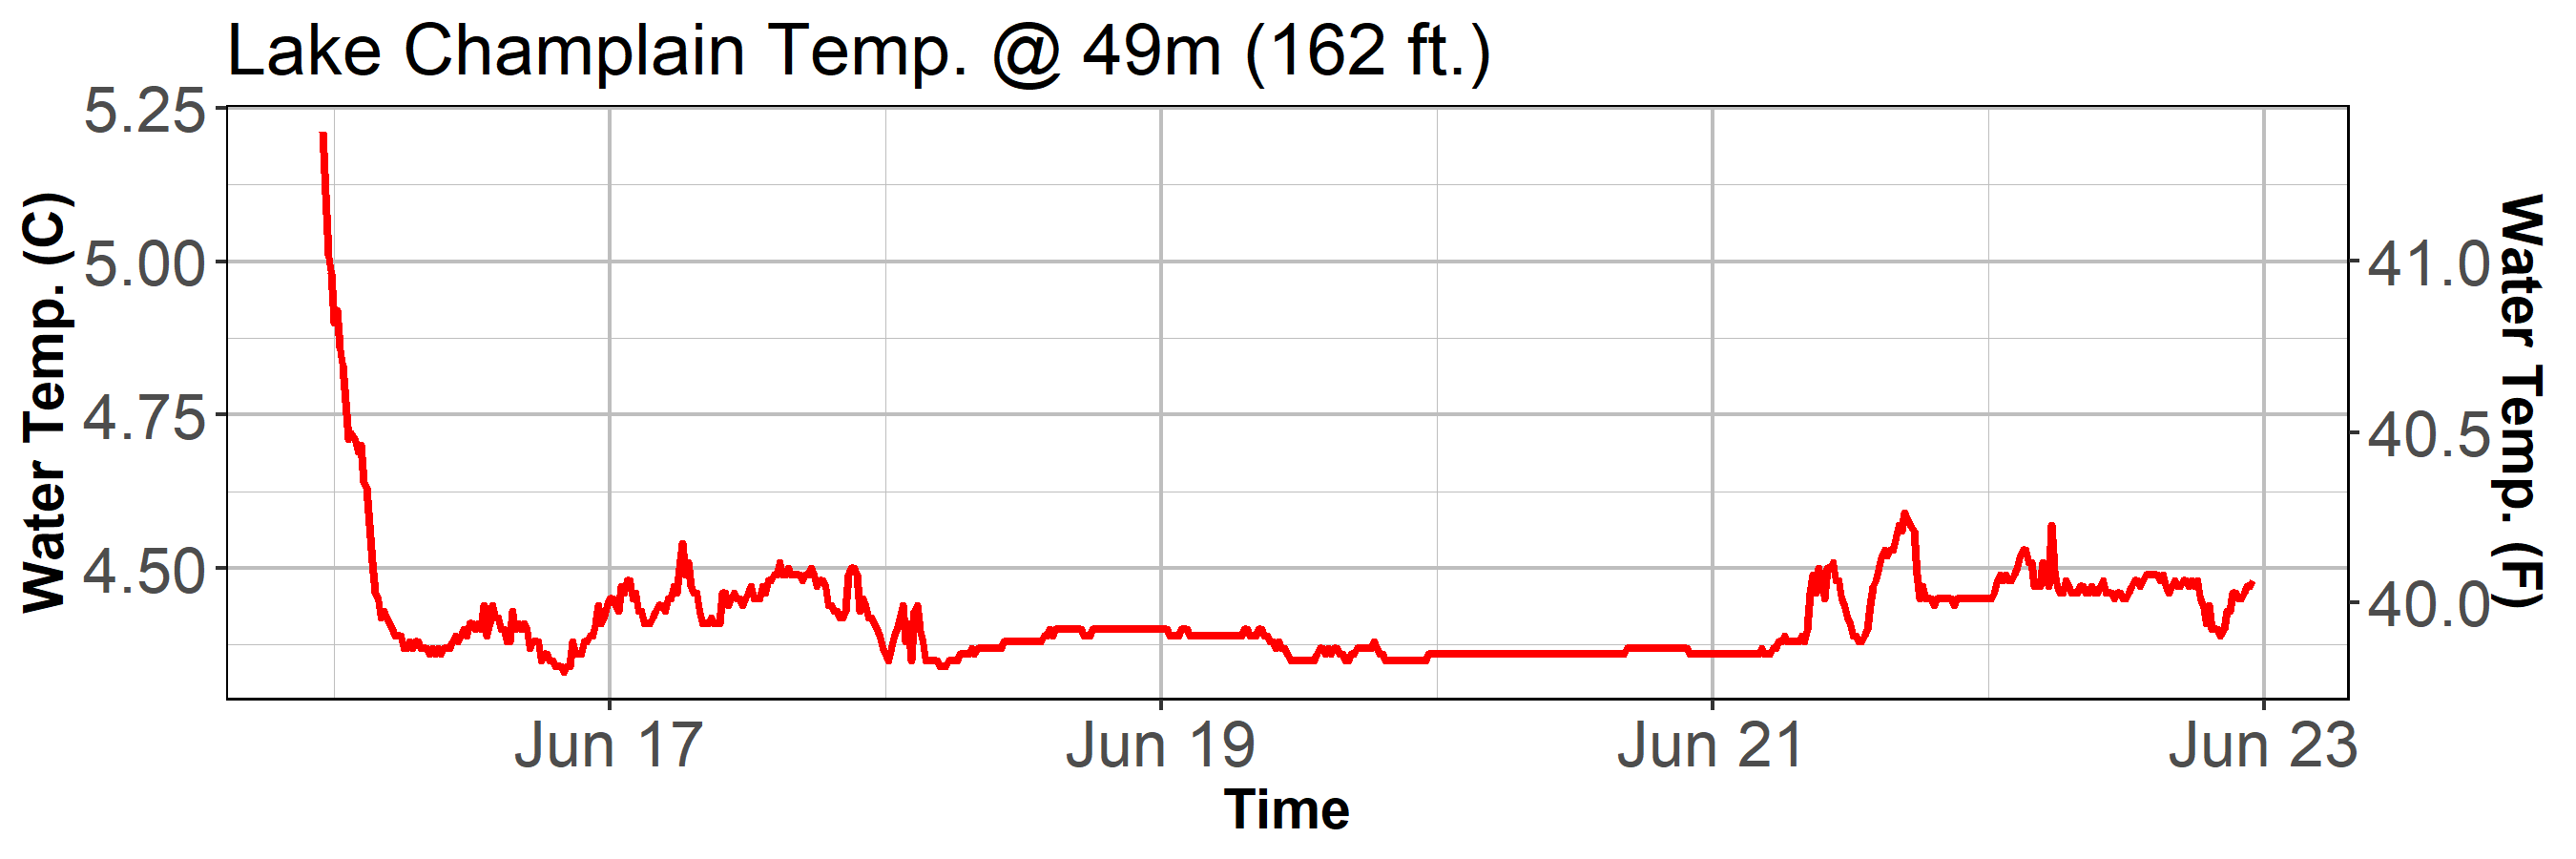 Lake Champlain Temp. @ 49m (162 ft.)
Water Temp. (C)
5.25
5.00
4.75
4.50
41.0
40.5
40.0
Water Temp. (F)
Jun 17
Jun 19
Jun 21
Jun 23
Time